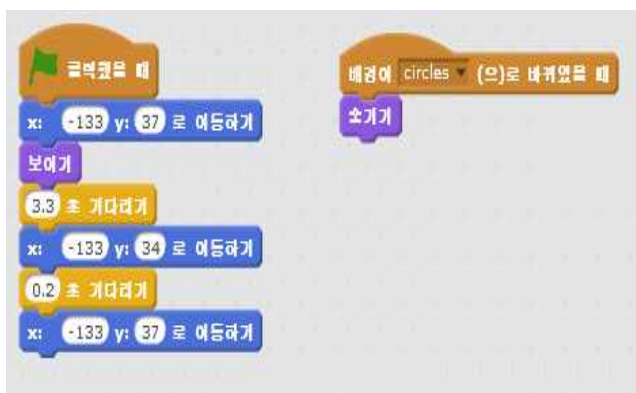 클릭했을 때
x: -133 y: 37 로 이동하기
보이기
3.3 초 기다리기
x: -133 y: 34 로 이동하기
0.2 초 기다리기
x: -133 y: 37 로 이동하기
배경이 circles (으)로 바뀌었을 때
숨기기